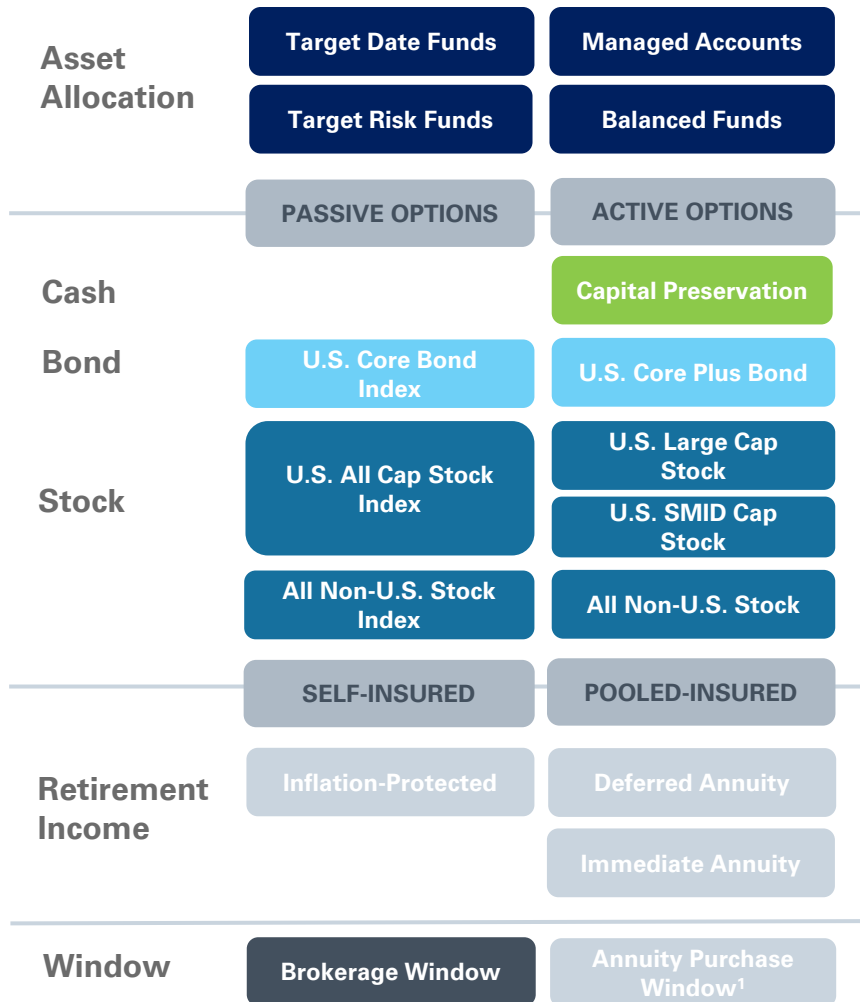 Asset
Allocation
Target Date Funds
Managed Accounts
Target Risk Funds
Balanced Funds
PASSIVE OPTIONS
ACTIVE OPTIONS
Cash
Capital Preservation
Bond
U.S. Core Bond
Index
U.S. Core Plus Bond
Stock
U.S. All Cap Stock
Index
U.S. Large Cap
Stock
U.S. SMID Cap
Stock
All Non-U.S. Stock
Index
All Non-U.S. Stock
SELF-INSURED
POOLED-INSURED
Retirement
Income
Inflation-Protected
Deferred Annuity
Immediate Annuity
Window
Brokerage Window
Annuity Purchase
Window¹